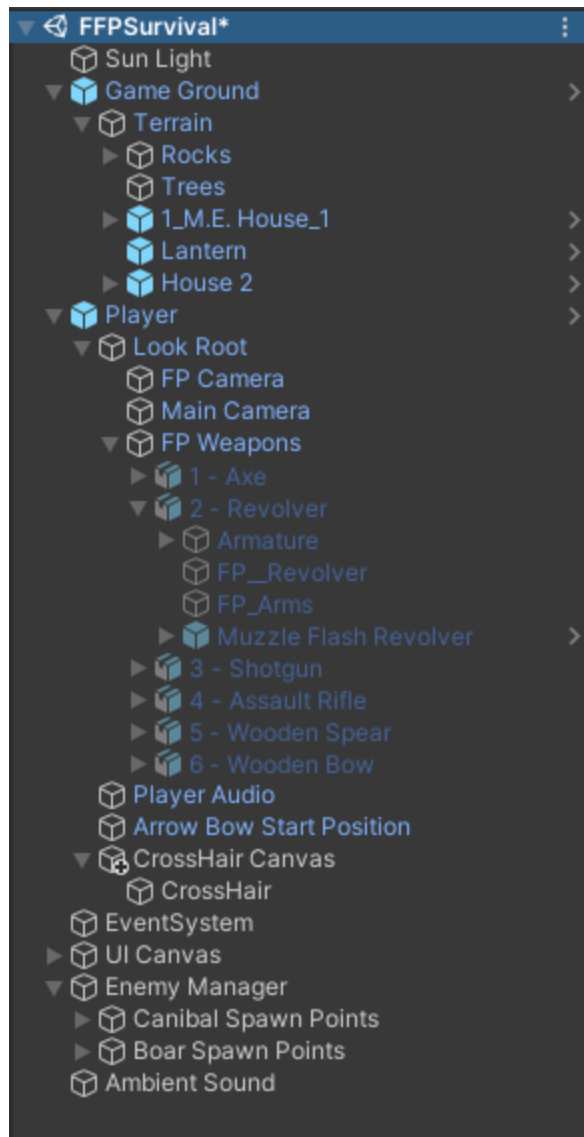 FFPSurvival*
Sun Light
Game Ground
Terrain
Rocks
Trees
1_M.E. House_1
Lantern
House 2
Player
Look Root
FP Camera
Main Camera
FP Weapons
1 - Axe
2 - Revolver
Armature
FP__Revolver
FP_Arms
Muzzle Flash Revolver
3 - Shotgun
4 - Assault Rifle
5 - Wooden Spear
6 - Wooden Bow
Player Audio
Arrow Bow Start Position
CrossHair Canvas
CrossHair
EventSystem
UI Canvas
Enemy Manager
Canibal Spawn Points
Boar Spawn Points
Ambient Sound